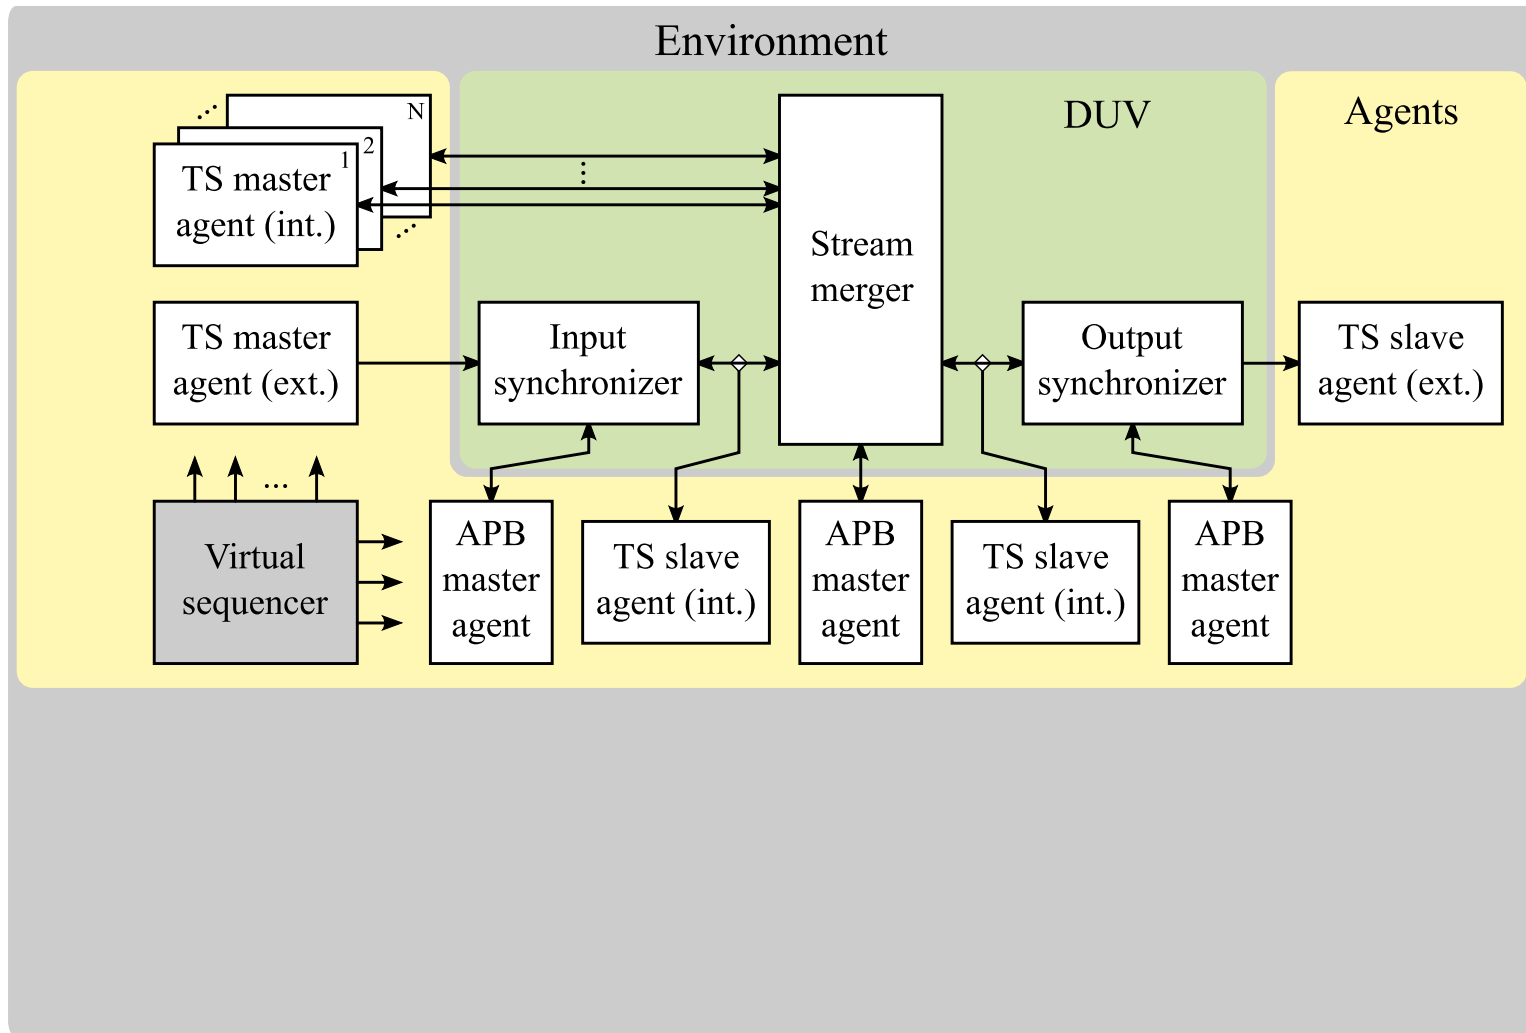 Environment
DUV
Agents
N
2
1
TS master
agent (int.)
Stream
merger
TS master
agent (ext.)
Input
synchronizer
Output
synchronizer
TS slave
agent (ext.)
...
Virtual
sequencer
APB
master
agent
TS slave
agent (int.)
APB
master
agent
TS slave
agent (int.)
APB
master
agent